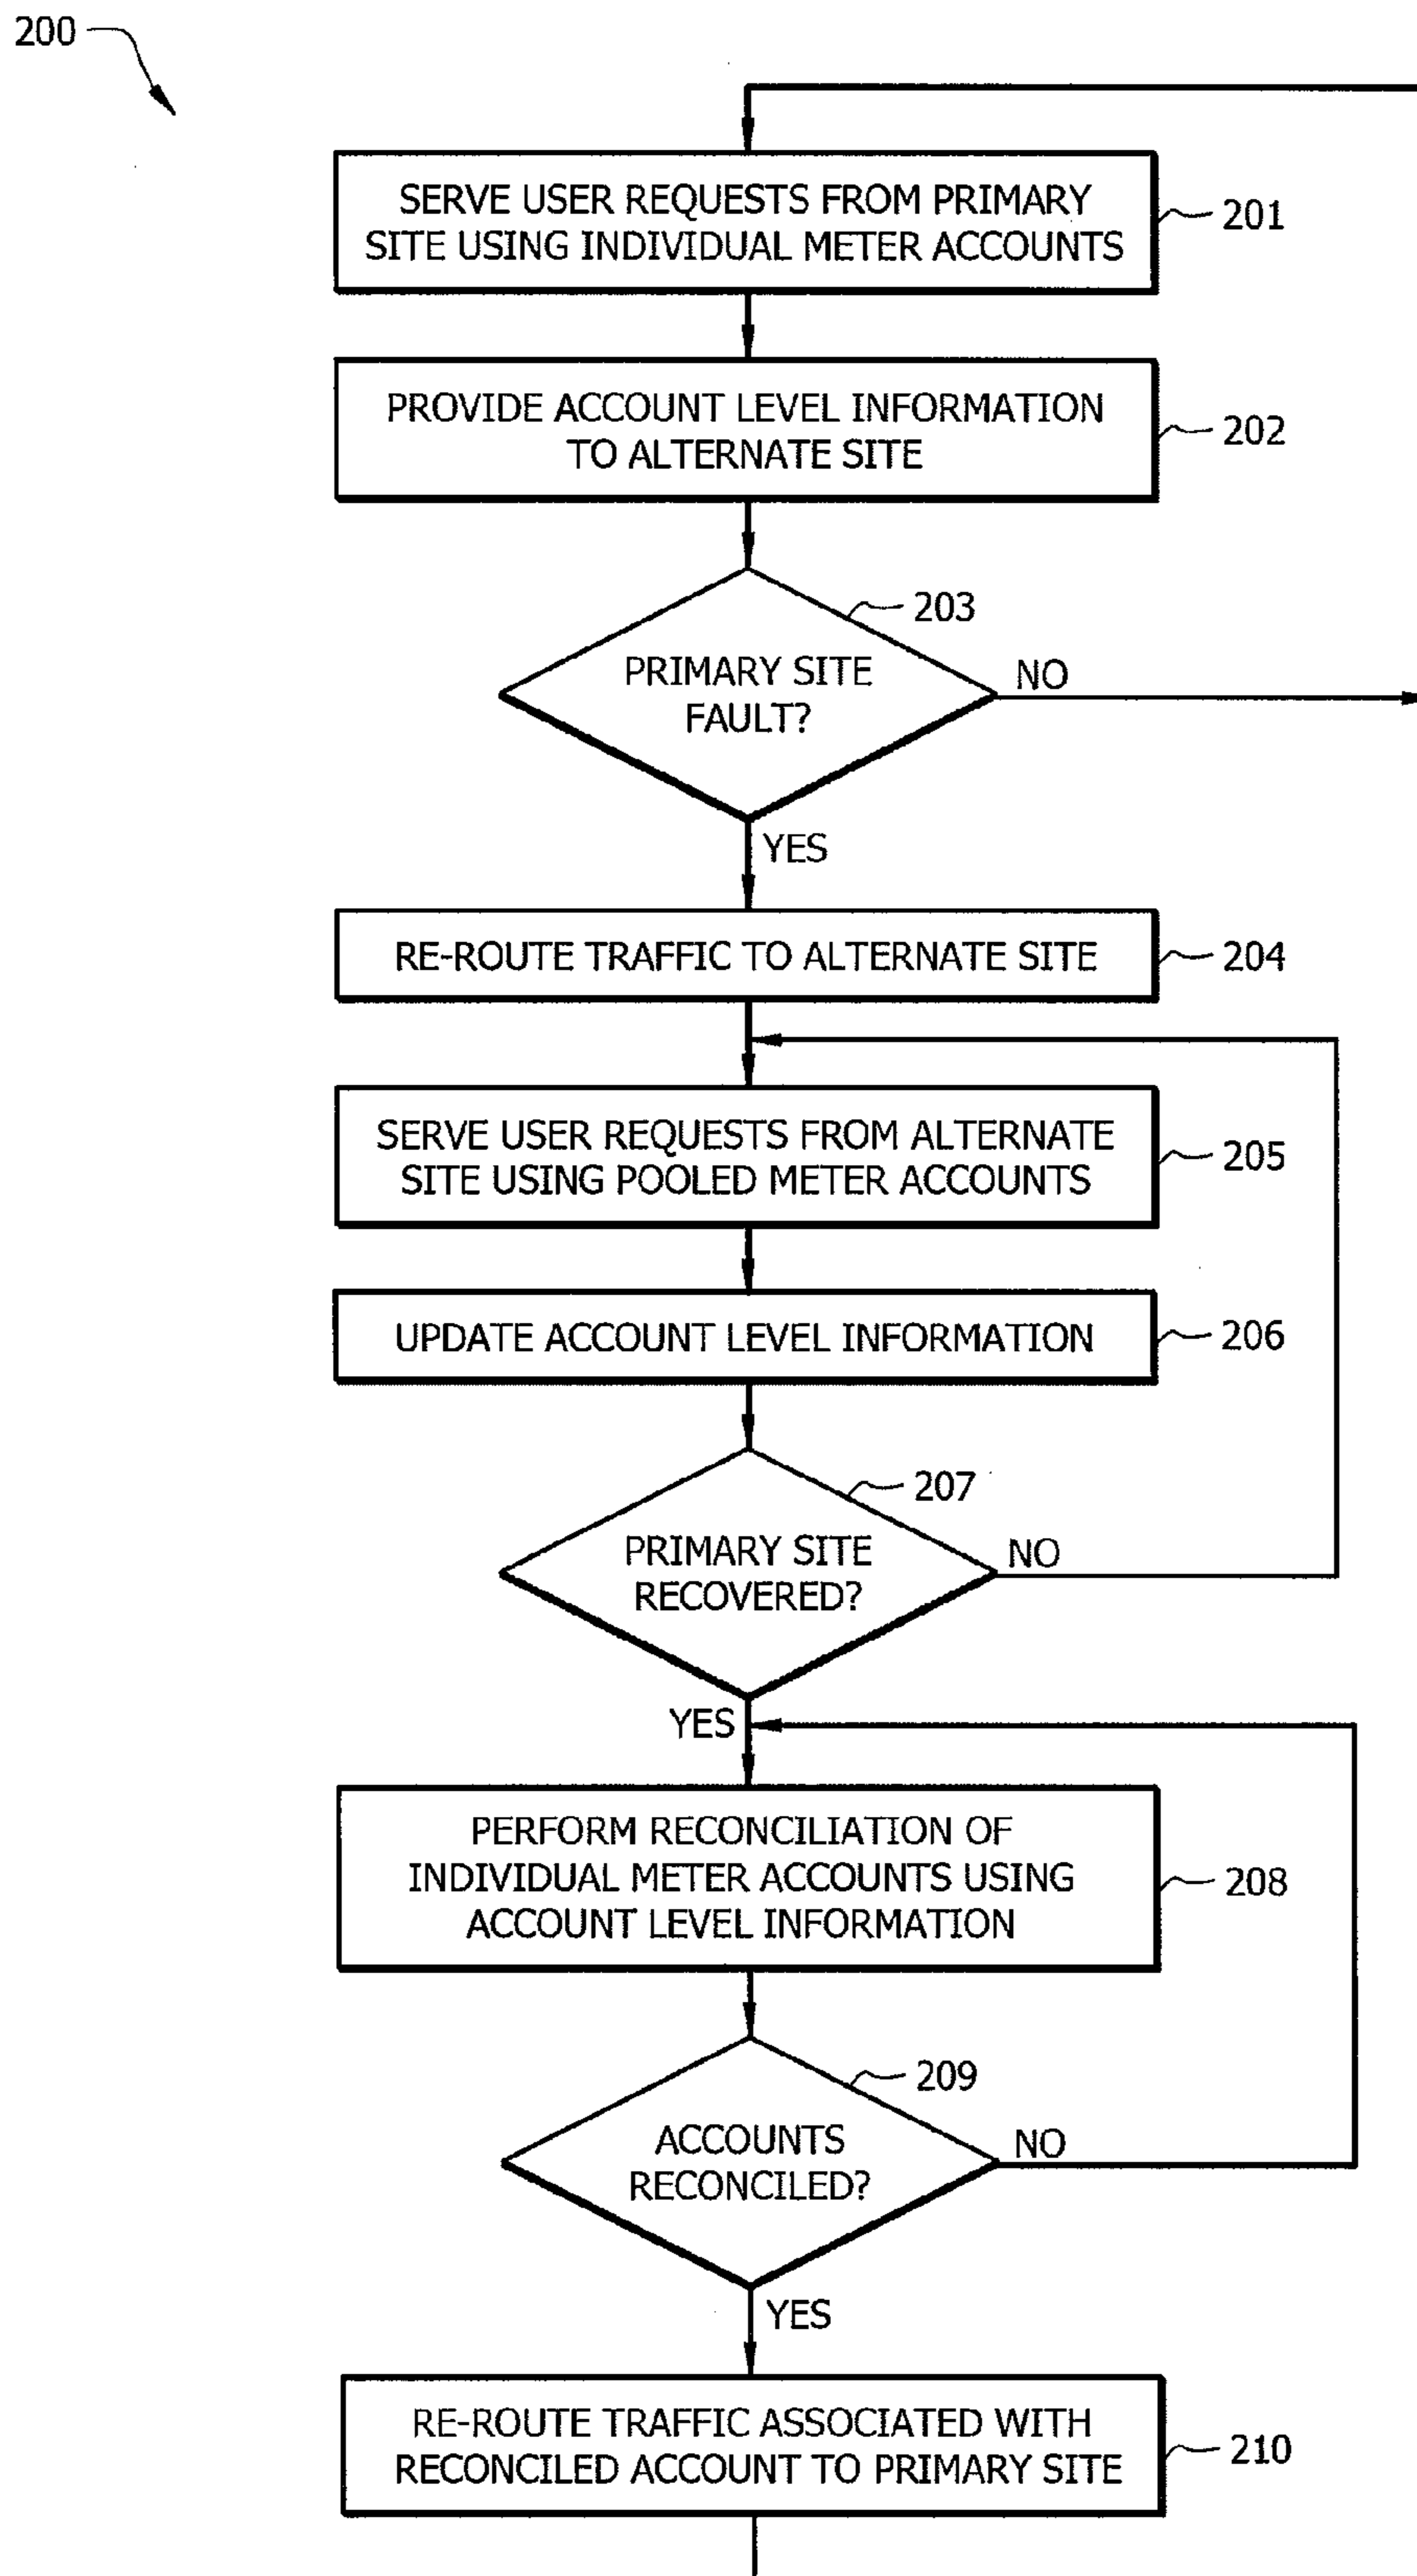 200
SERVE USER REQUESTS FROM PRIMARY
SITE USING INDIVIDUAL METER ACCOUNTS
201
PROVIDE ACCOUNT LEVEL INFORMATION
TO ALTERNATE SITE
202
203
PRIMARY SITE
FAULT?
NO
YES
RE-ROUTE TRAFFIC TO ALTERNATE SITE
204
SERVE USER REQUESTS FROM ALTERNATE
SITE USING POOLED METER ACCOUNTS
205
UPDATE ACCOUNT LEVEL INFORMATION
206
207
PRIMARY SITE
RECOVERED?
NO
YES
PERFORM RECONCILIATION OF
INDIVIDUAL METER ACCOUNTS USING
ACCOUNT LEVEL INFORMATION
208
209
ACCOUNTS
RECONCILED?
NO
YES
RE-ROUTE TRAFFIC ASSOCIATED WITH
RECONCILED ACCOUNT TO PRIMARY SITE
210